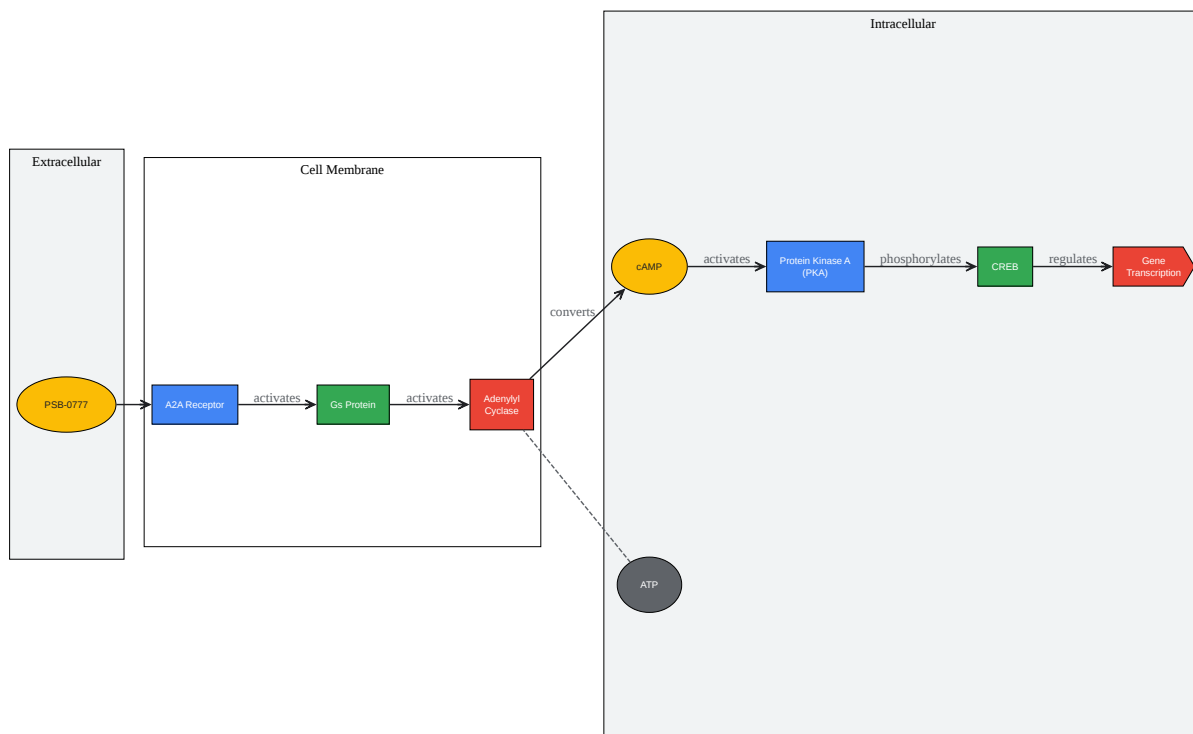 Intracellular
Extracellular
Cell Membrane
cAMP
activates
Protein Kinase A
(PKA)
phosphorylates
CREB
regulates
Gene
Transcription
converts
PSB-0777
A2A Receptor
activates
Gs Protein
activates
Adenylyl
Cyclase
ATP